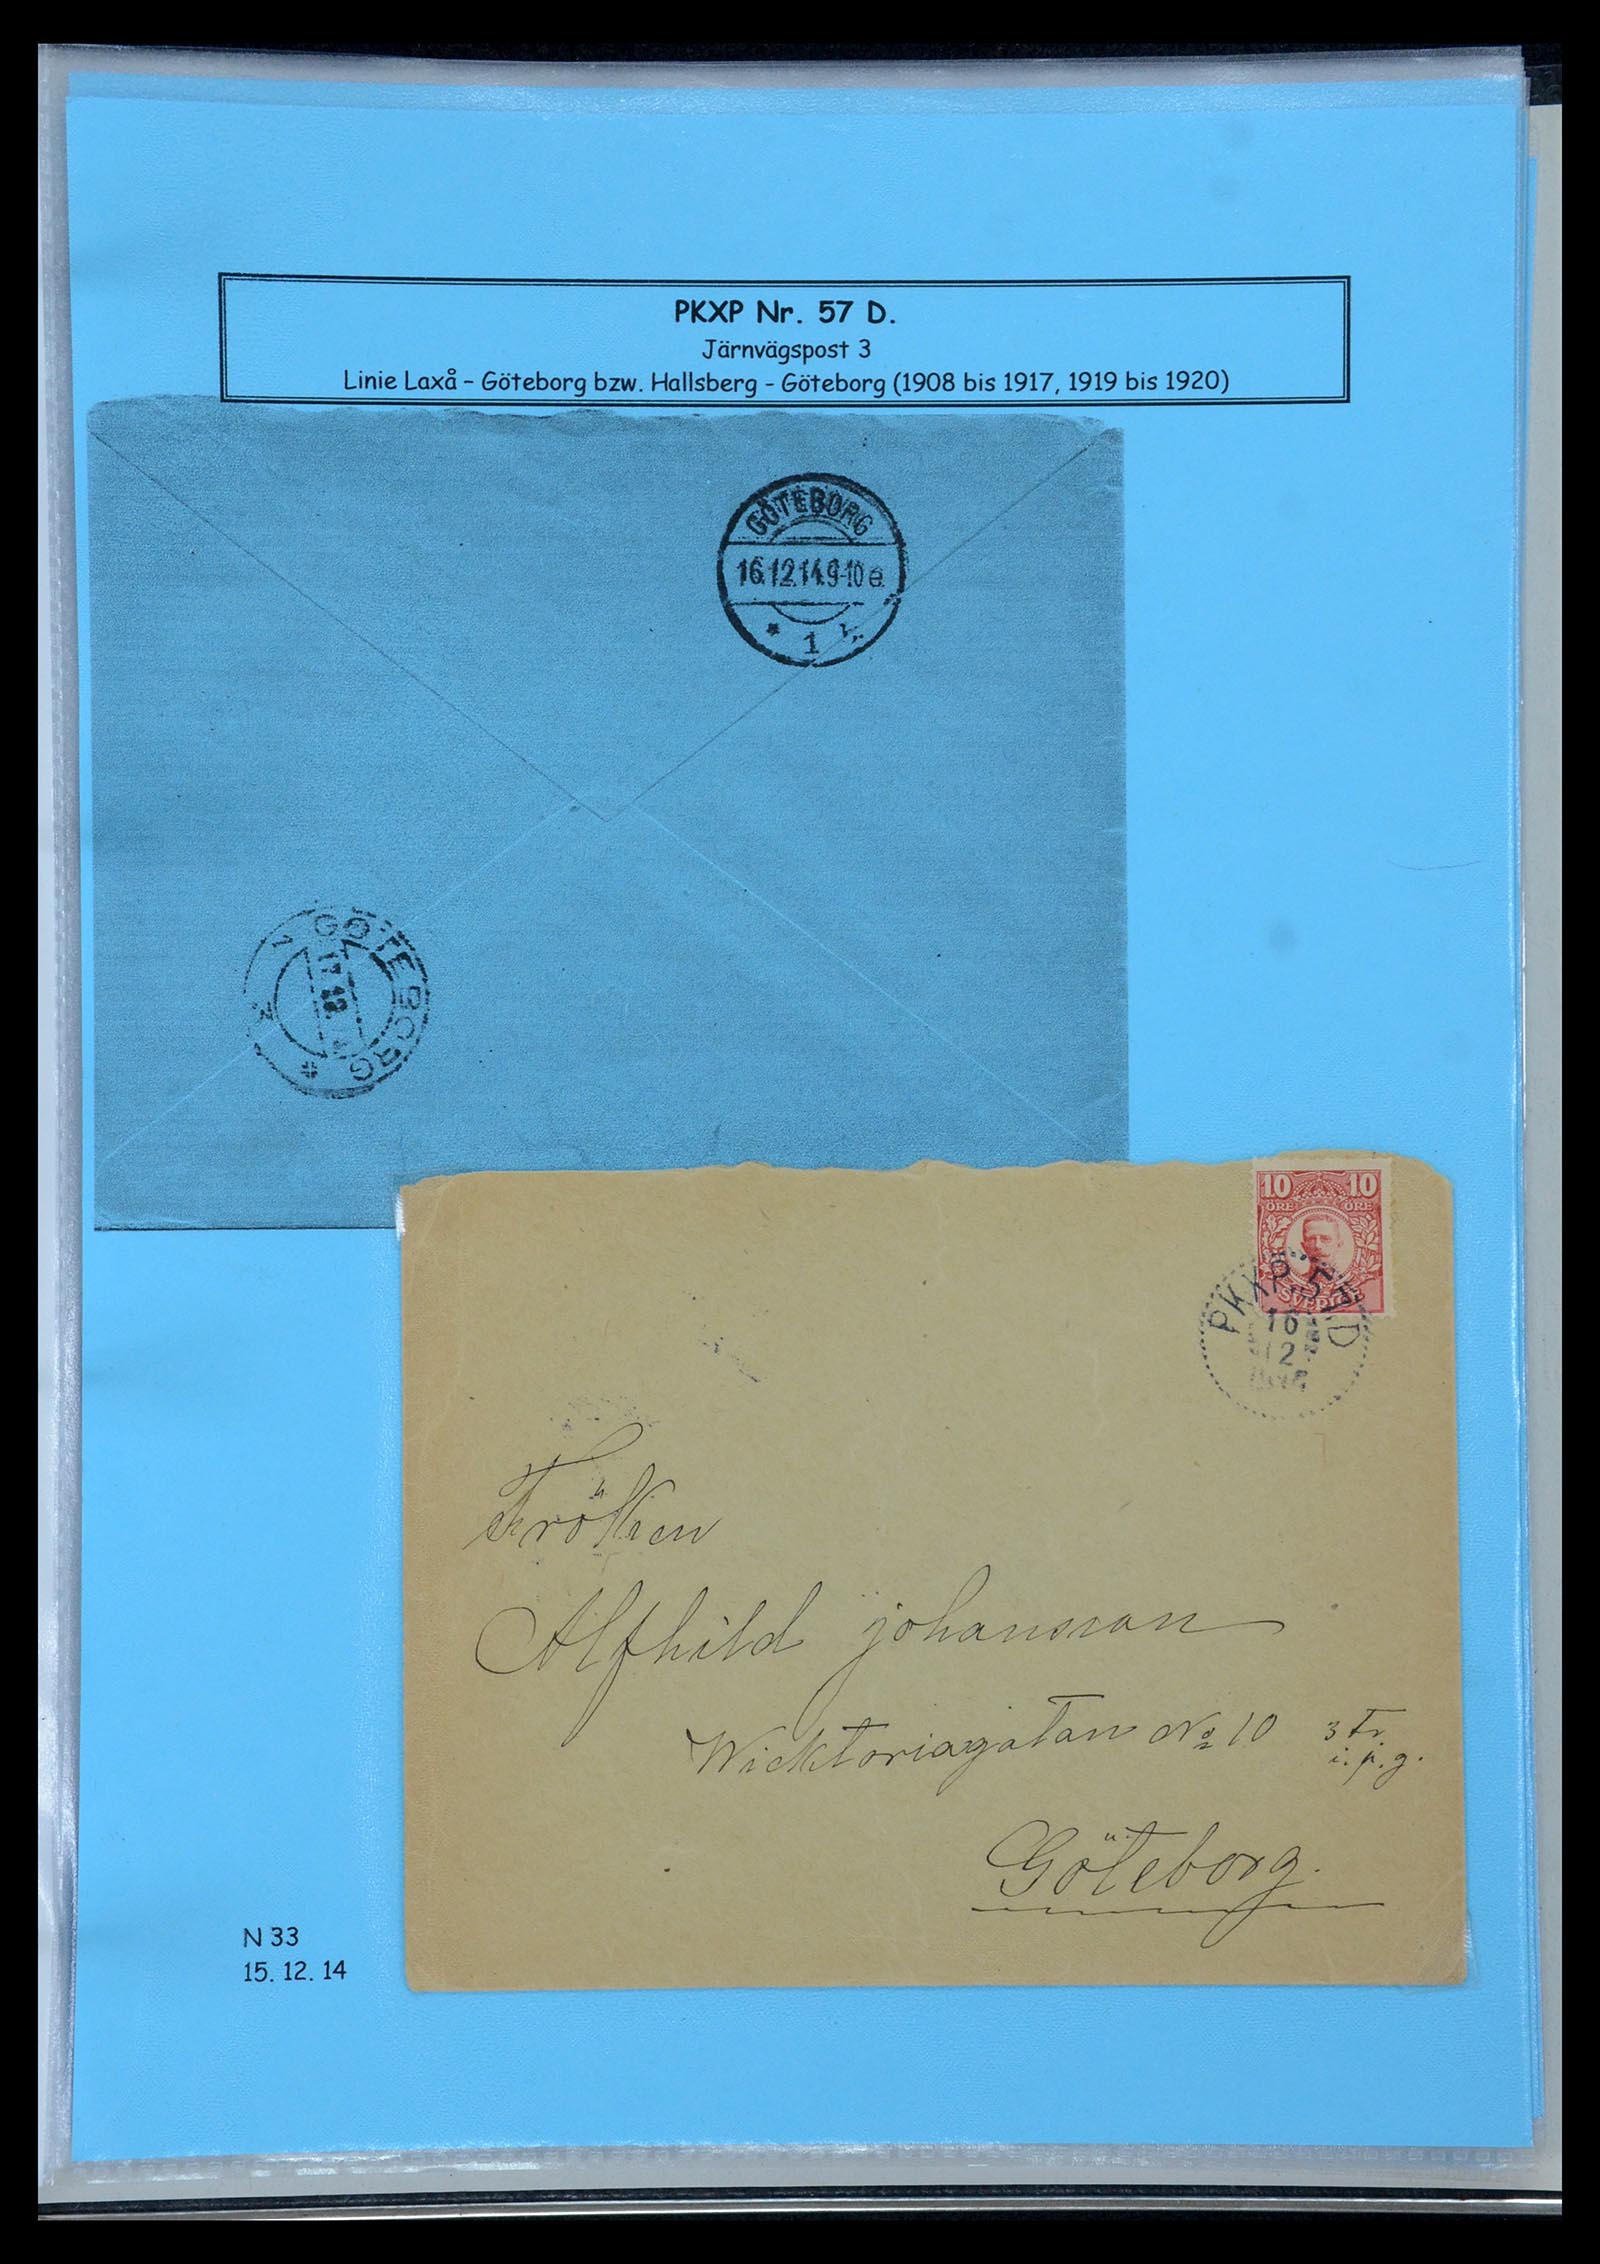 PKXP Nr. 57 D.
Järnvägspost 3
Linie Laxå – Göteborg bzw. Hallsberg - Göteborg (1908 bis 1917, 1919 bis 1920)
GÖTEBORG
16.12.14.9-10 e.
* 1
GÖTEBORG
17.12
10 10
ÖRE ÖRE
SVERIGE
PKXP. 57 D
16
12
Fröken
Alfhild johansson
Wicktoriagatan No 10
3 tr.
i. p. g.
Göteborg.
N 33
15. 12. 14